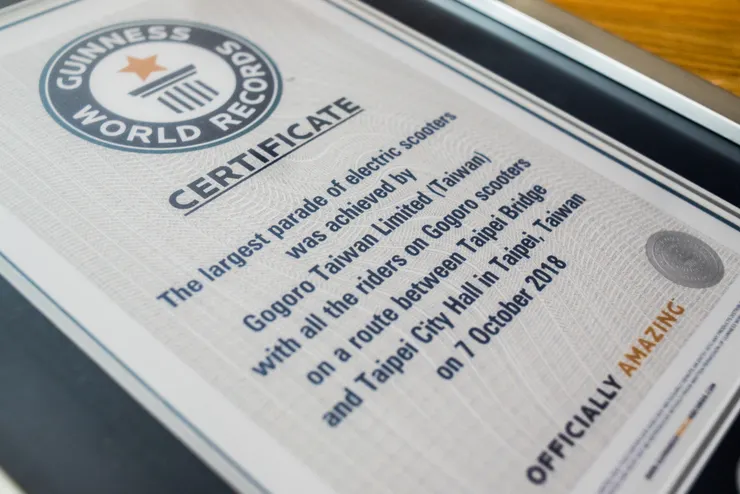 GUINNESS
WORLD RECORDS
CERTIFICATE
The largest parade of electric scooters
was achieved by
Gogoro Taiwan Limited (Taiwan)
with all the riders on Gogoro scooters
on a route between Taipei Bridge
and Taipei City Hall in Taipei, Taiwan
on 7 October 2018
OFFICIALLY AMAZING